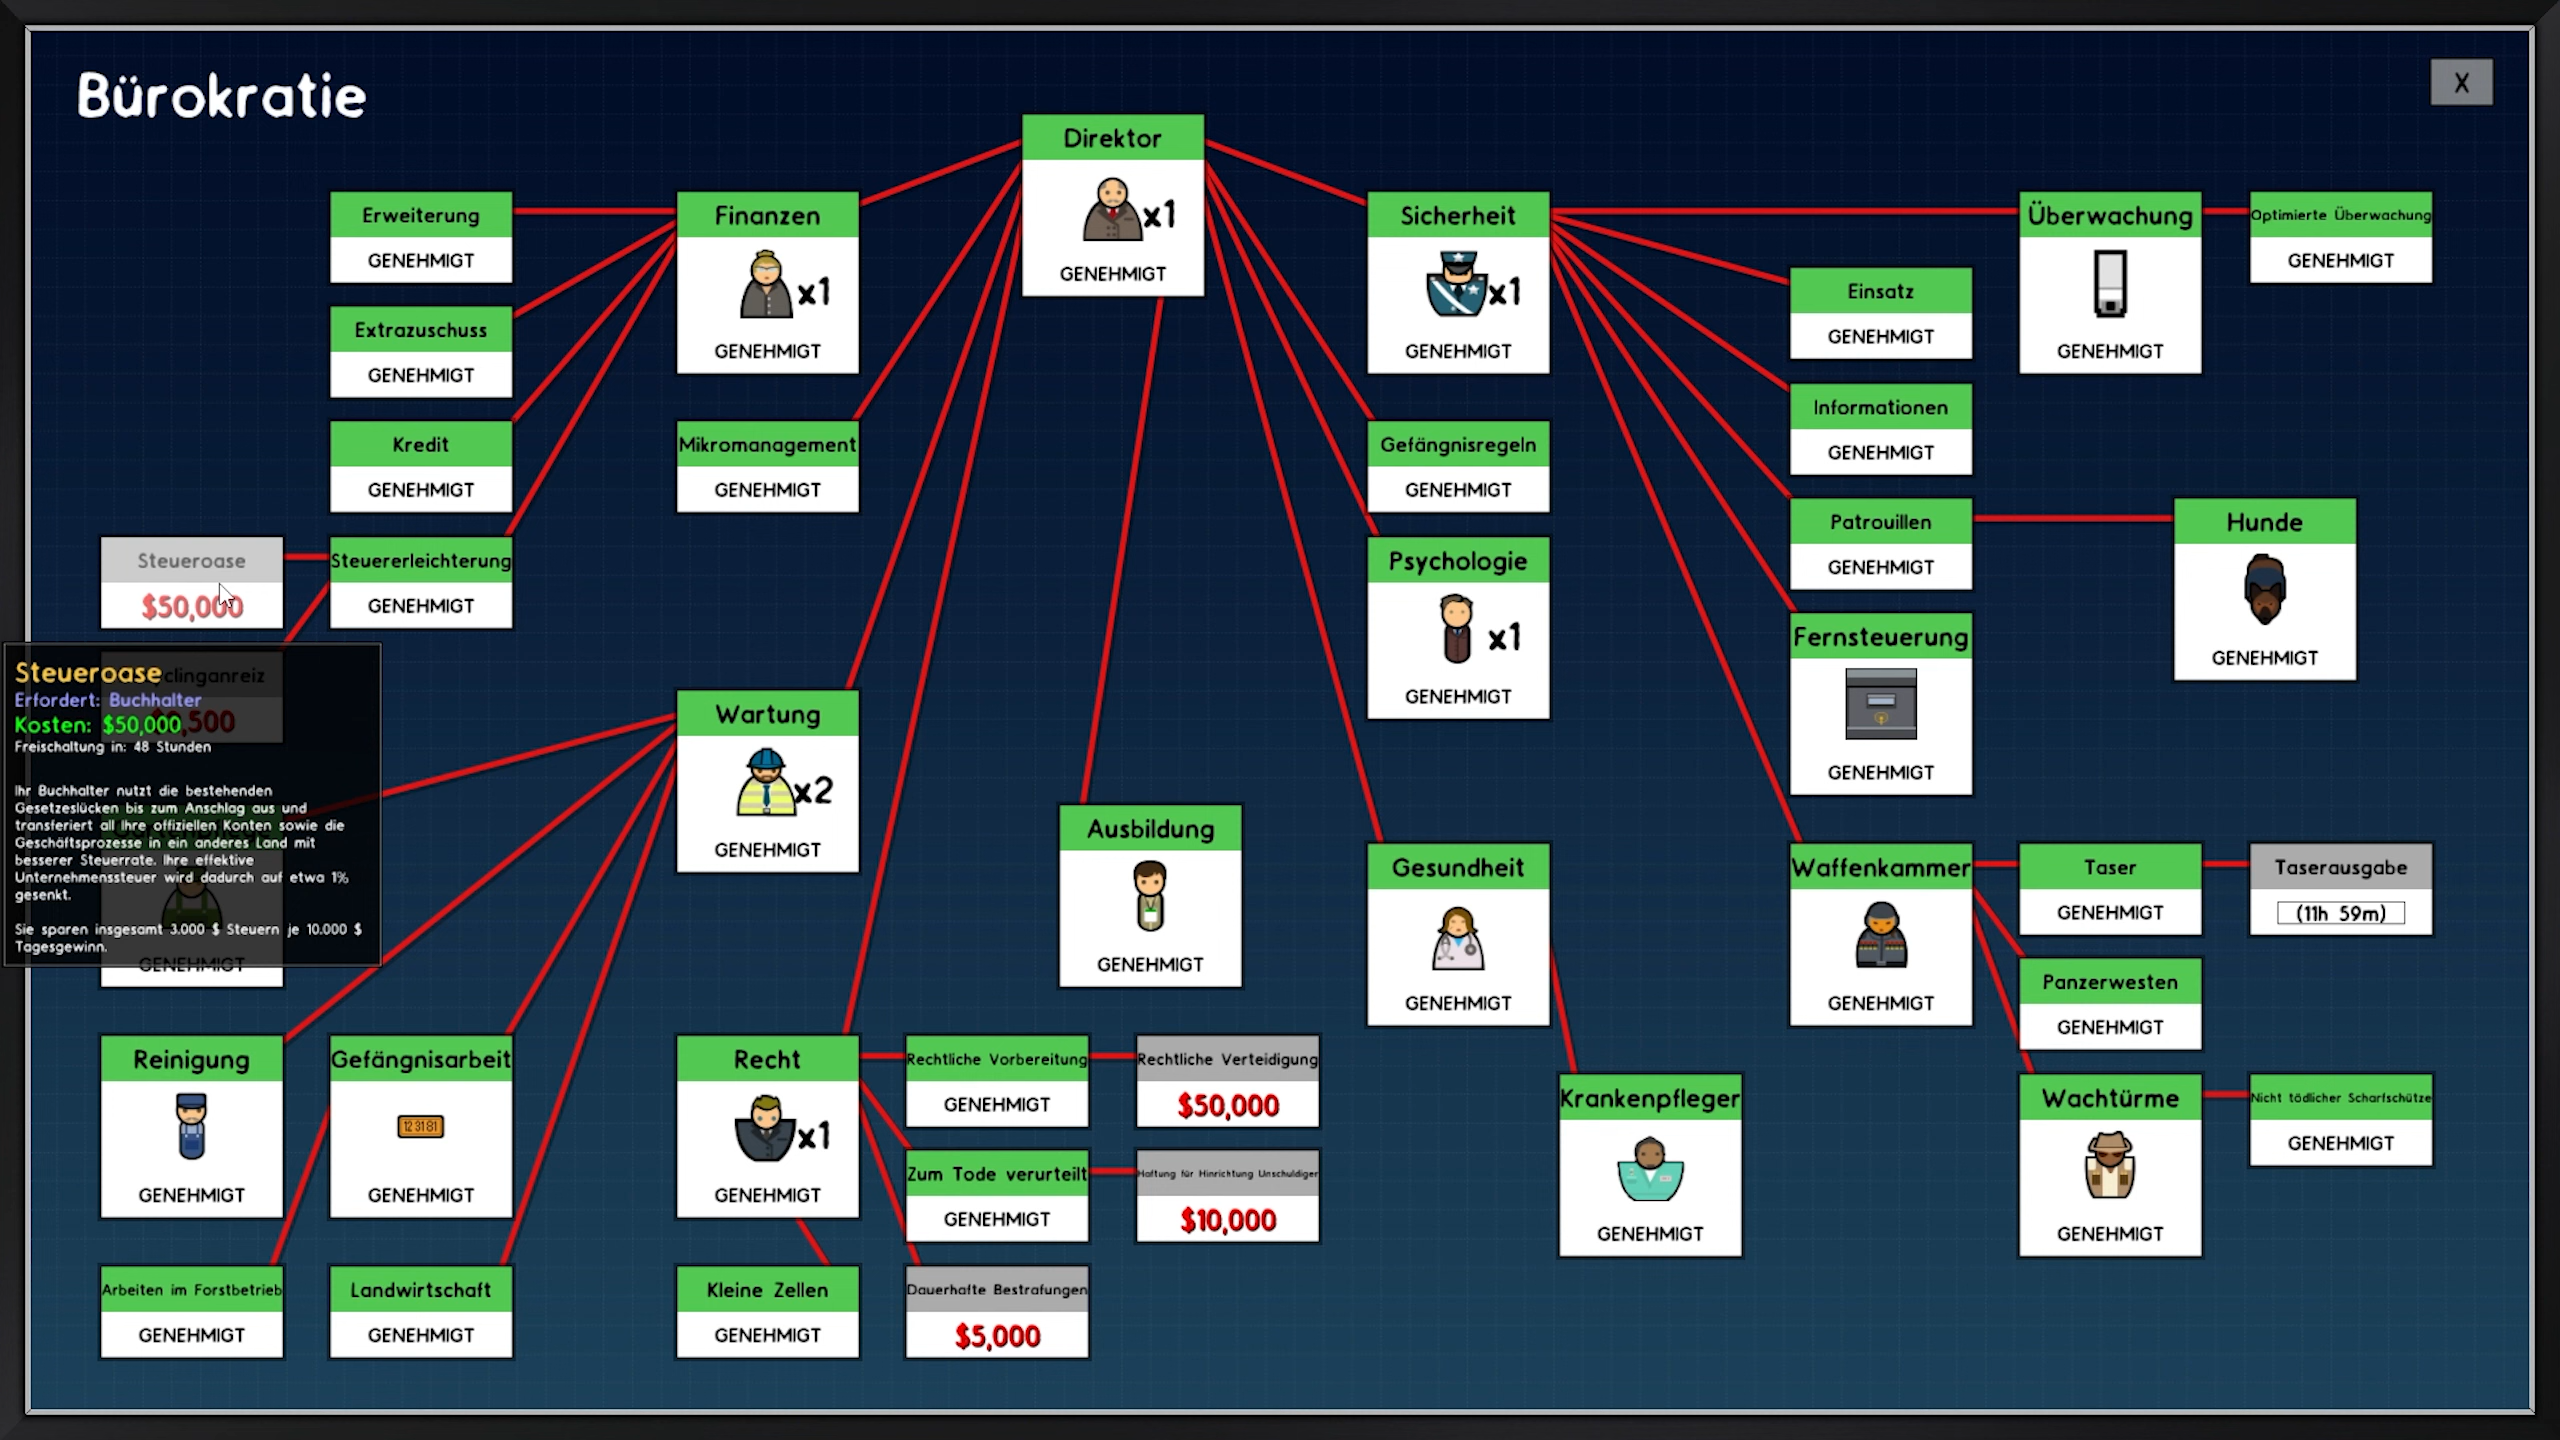 Bürokratie
X
Direktor
x1
GENEHMIGT
Erweiterung
GENEHMIGT
Finanzen
x1
GENEHMIGT
Sicherheit
x1
GENEHMIGT
Überwachung
GENEHMIGT
Optimierte Überwachung
GENEHMIGT
Extrazuschuss
GENEHMIGT
Einsatz
GENEHMIGT
Kredit
GENEHMIGT
Mikromanagement
GENEHMIGT
Gefängnisregeln
GENEHMIGT
Informationen
GENEHMIGT
Steueroase
$50,000
Steuererleichterung
GENEHMIGT
Psychologie
x1
GENEHMIGT
Patrouillen
GENEHMIGT
Hunde
GENEHMIGT
Fernsteuerung
GENEHMIGT
Steueroase
clinganreiz
Erfordert: Buchhalter
Kosten: $50,000
,500
Freischaltung in: 48 Stunden
Ihr Buchhalter nutzt die bestehenden
Gesetzeslücken bis zum Anschlag aus und
transferiert all Ihre offiziellen Konten sowie die
Geschäftsprozesse in ein anderes Land mit
besserer Steuerrate. Ihre effektive
Unternehmenssteuer wird dadurch auf etwa 1%
gesenkt.
Sie sparen insgesamt 3.000 $ Steuern je 10.000 $
Tagesgewinn.
GENEHMIGT
Wartung
x2
GENEHMIGT
Ausbildung
GENEHMIGT
Gesundheit
GENEHMIGT
Waffenkammer
GENEHMIGT
Taser
GENEHMIGT
Taserausgabe
(11h 59m)
Panzerwesten
GENEHMIGT
Reinigung
GENEHMIGT
Gefängnisarbeit
123181
GENEHMIGT
Recht
x1
GENEHMIGT
Rechtliche Vorbereitung
GENEHMIGT
Rechtliche Verteidigung
$50,000
Krankenpfleger
GENEHMIGT
Wachtürme
GENEHMIGT
Nicht tödlicher Scharfschütze
GENEHMIGT
Zum Tode verurteilt
GENEHMIGT
Haftung für Hinrichtung Unschuldiger
$10,000
Arbeiten im Forstbetrieb
GENEHMIGT
Landwirtschaft
GENEHMIGT
Kleine Zellen
GENEHMIGT
Dauerhafte Bestrafungen
$5,000